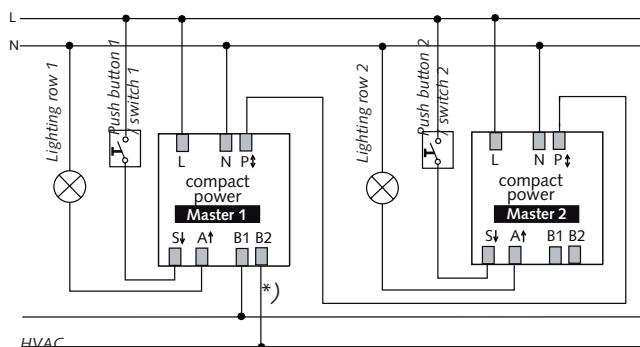 L
N
Lighting row 1
Push button 1
/ switch 1
Lighting row 2
Push button 2
/ switch 2
L N P
compact
power
Master 1
S A B1 B2
*)
L N P
compact
power
Master 2
S A B1 B2
HVAC